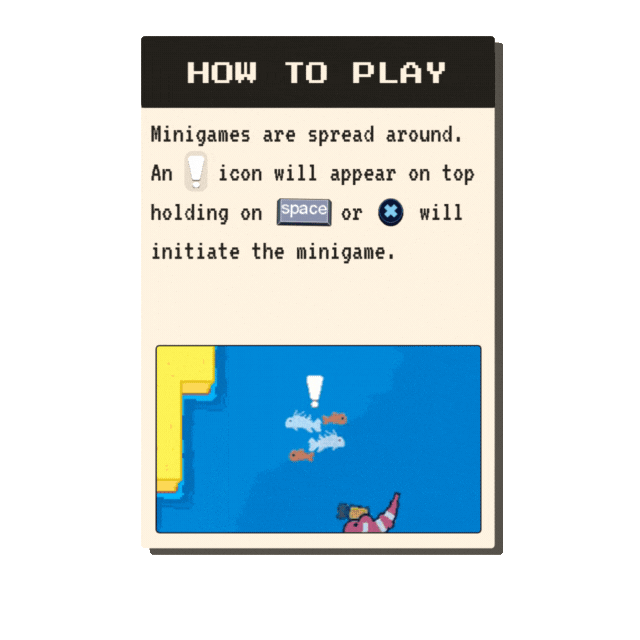 HOW TO PLAY
Minigames are spread around.
An ! icon will appear on top
holding on space or ✖ will
initiate the minigame.
!